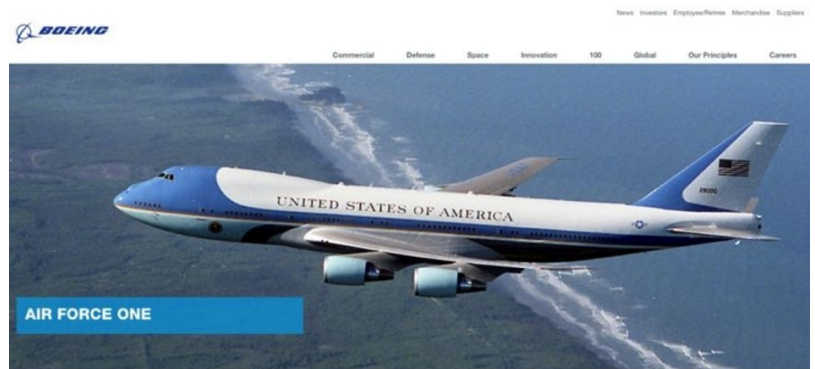 News Investors Employee/Retiree Merchandise Suppliers
BOEING
Commercial Defense Space Innovation 100 Global Our Principles Careers
UNITED STATES OF AMERICA
28000
AIR FORCE ONE